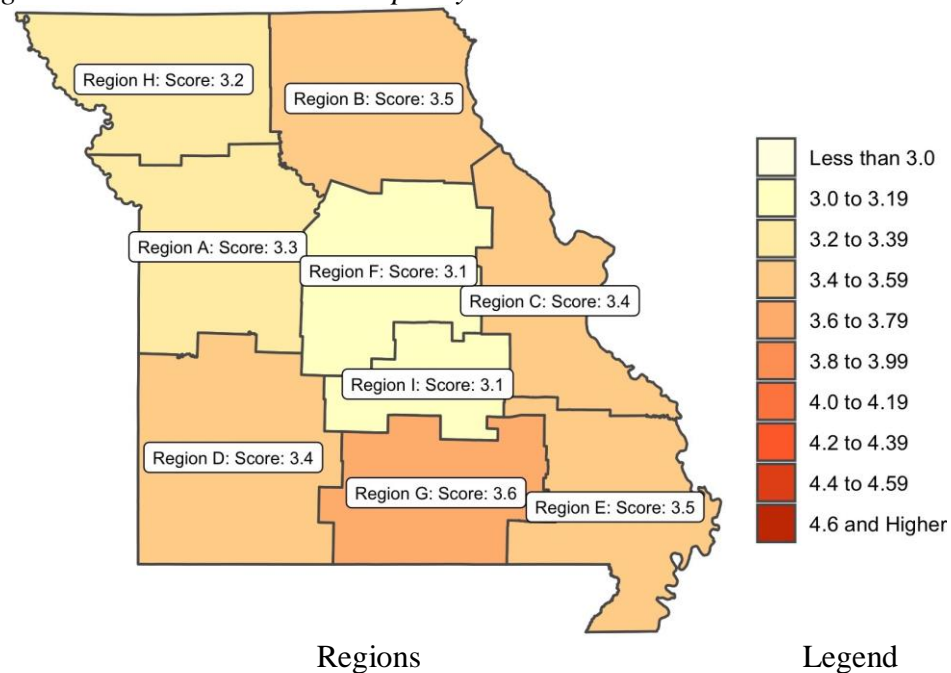 Region H: Score: 3.2
Region B: Score: 3.5
Region A: Score: 3.3
Region F: Score: 3.1
Region C: Score: 3.4
Region I: Score: 3.1
Region D: Score: 3.4
Region G: Score: 3.6
Region E: Score: 3.5
Less than 3.0
3.0 to 3.19
3.2 to 3.39
3.4 to 3.59
3.6 to 3.79
3.8 to 3.99
4.0 to 4.19
4.2 to 4.39
4.4 to 4.59
4.6 and Higher
Regions
Legend